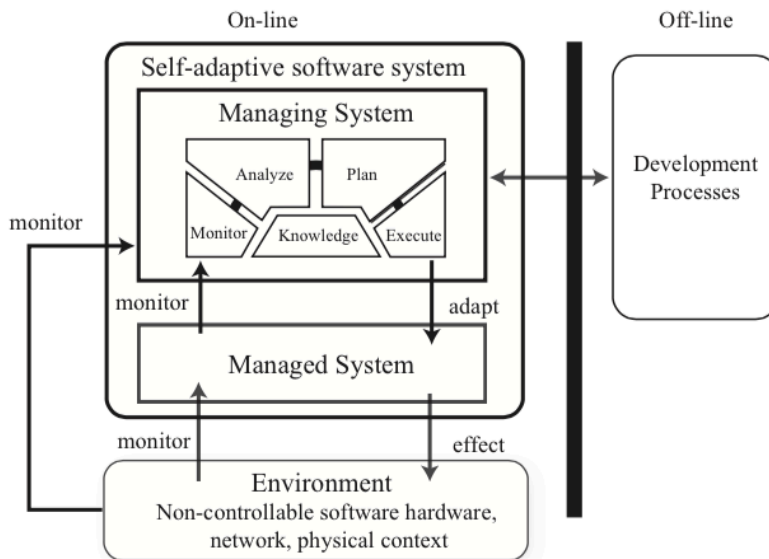 On-line
Off-line
Self-adaptive software system
Managing System
Analyze
Plan
Monitor
Knowledge
Execute
Development
Processes
monitor
monitor
adapt
Managed System
monitor
effect
Environment
Non-controllable software hardware,
network, physical context